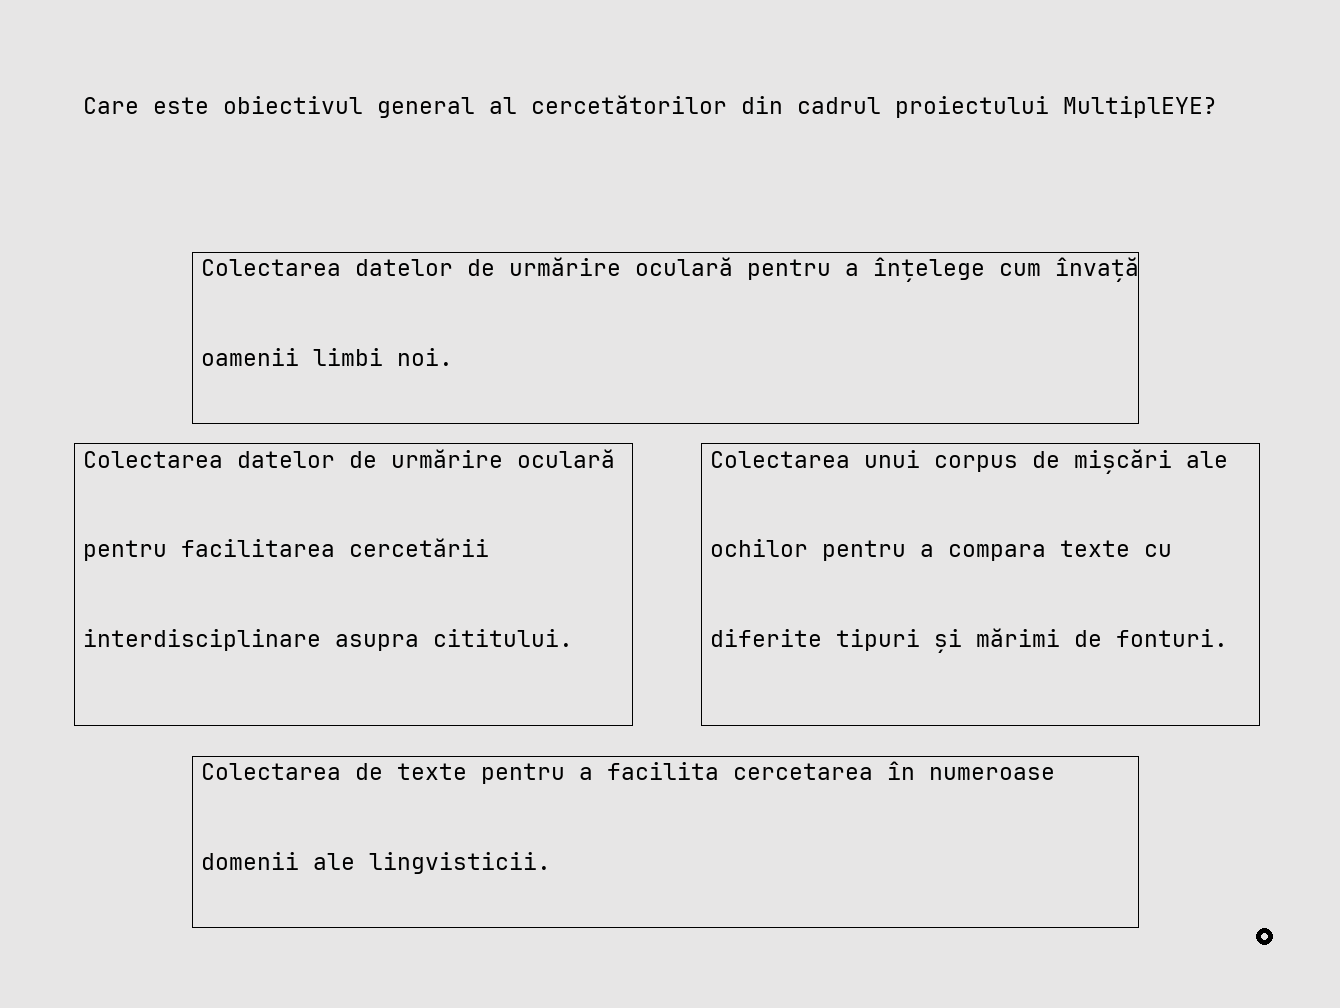 Care este obiectivul general al cercetătorilor din cadrul proiectului MultiplEYE?
Colectarea datelor de urmărire oculară pentru a înțelege cum învață
oamenii limbi noi.
Colectarea datelor de urmărire oculară
pentru facilitarea cercetării
interdisciplinare asupra cititului.
Colectarea unui corpus de mișcări ale
ochilor pentru a compara texte cu
diferite tipuri și mărimi de fonturi.
Colectarea de texte pentru a facilita cercetarea în numeroase
domenii ale lingvisticii.